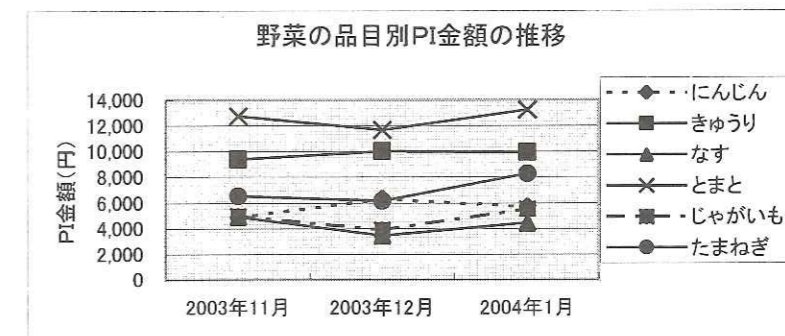 野菜の品目別PI金額の推移
PI金額(円)
14,000
12,000
10,000
8,000
6,000
4,000
2,000
0
2003年11月 2003年12月 2004年1月
にんじん
きゅうり
なす
とまと
じゃがいも
たまねぎ